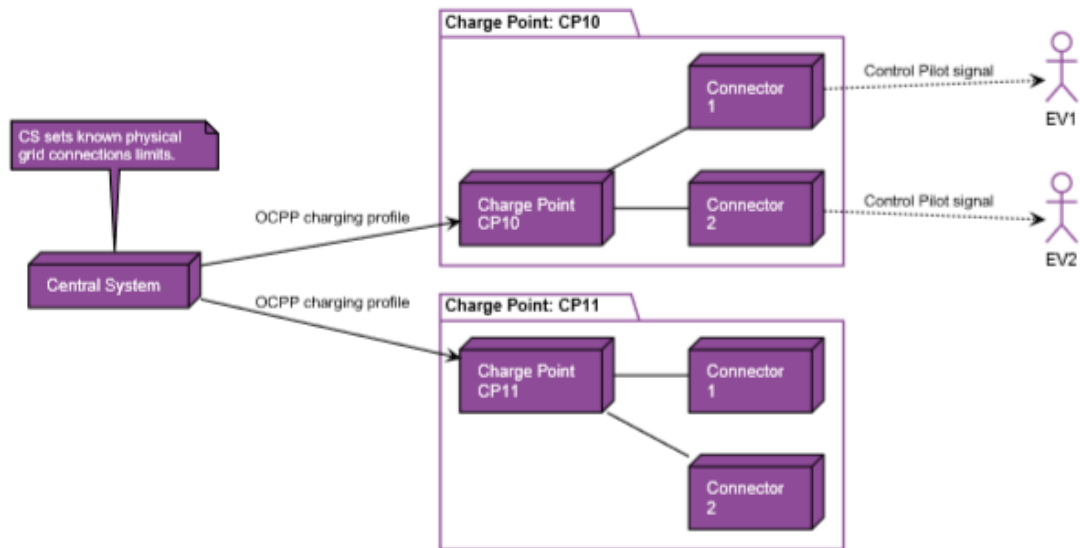 Charge Point: CP10
Connector
1
Control Pilot signal
EV1
CS sets known physical
grid connections limits.
Charge Point
CP10
Connector
2
Control Pilot signal
EV2
OCPP charging profile
Central System
OCPP charging profile
Charge Point: CP11
Charge Point
CP11
Connector
1
Connector
2